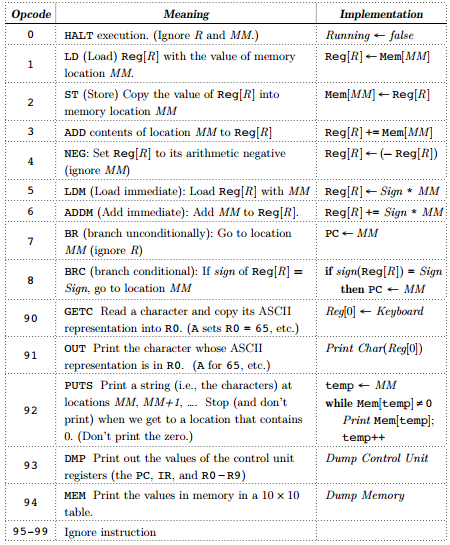 Opcode Meaning Implementation
0 HALT execution. (Ignore R and MM.) Running ← false
1 LD (Load) Reg[R] with the value of memory Reg[R] ← Mem[MM]
location MM.
2 ST (Store) Copy the value of Reg[R] into Mem[MM] ← Reg[R]
memory location MM
3 ADD contents of location MM to Reg[R] Reg[R] += Mem[MM]
4 NEG: Set Reg[R] to its arithmetic negative Reg[R] ← (− Reg[R])
(ignore MM)
5 LDM (Load immediate): Load Reg[R] with MM Reg[R] ← Sign * MM
6 ADDM (Add immediate): Add MM to Reg[R]. Reg[R] += Sign * MM
7 BR (branch unconditionally): Go to location PC ← MM
MM (ignore R)
8 BRC (branch conditional): If sign of Reg[R] = if sign(Reg[R]) = Sign
Sign, go to location MM then PC ← MM
90 GETC Read a character and copy its ASCII Reg[0] ← Keyboard
representation into R0. (A sets R0 = 65, etc.)
91 OUT Print the character whose ASCII Print Char(Reg[0])
representation is in R0. (A for 65, etc.)
92 PUTS Print a string (i.e., the characters) at temp ← MM
locations MM, MM+1, .... Stop (and don't while Mem[temp] ≠ 0
print) when we get to a location that contains Print Mem[temp];
0. (Don't print the zero.) temp++
93 DMP Print out the values of the control unit Dump Control Unit
registers (the PC, IR, and R0 − R9)
94 MEM Print the values in memory in a 10 × 10 Dump Memory
table.
95−99 Ignore instruction